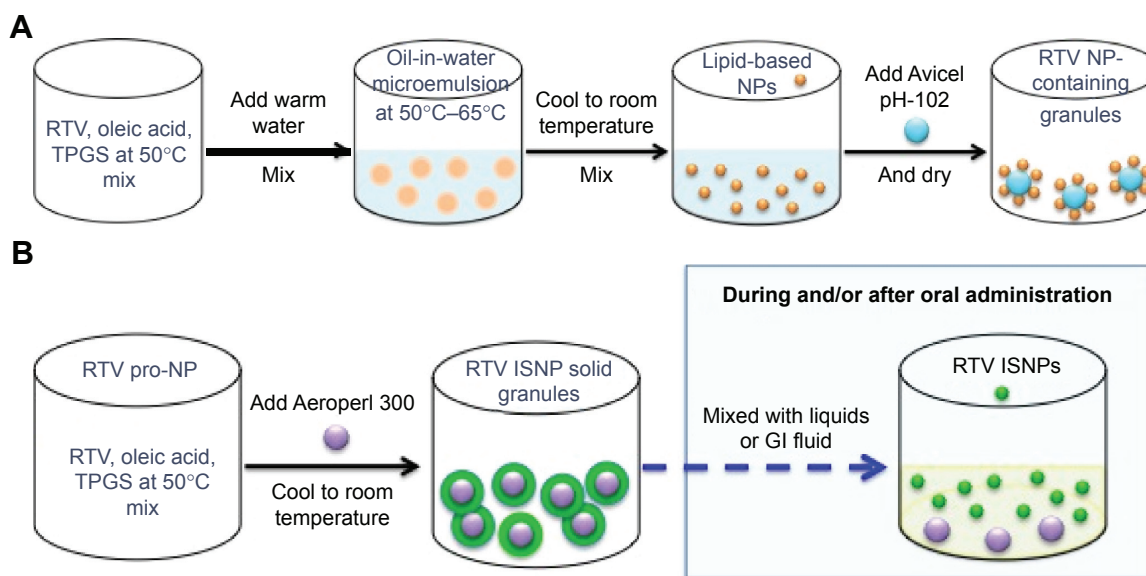 A
RTV, oleic acid,
TPGS at 50°C
mix
Add warm
water
Mix
Oil-in-water
microemulsion
at 50°C–65°C
Cool to room
temperature
Mix
Lipid-based
NPs
Add Avicel
pH-102
And dry
RTV NP-
containing
granules
B
RTV pro-NP
RTV, oleic acid,
TPGS at 50°C
mix
Add Aeroperl 300
Cool to room
temperature
RTV ISNP solid
granules
Mixed with liquids
or GI fluid
During and/or after oral administration
RTV ISNPs